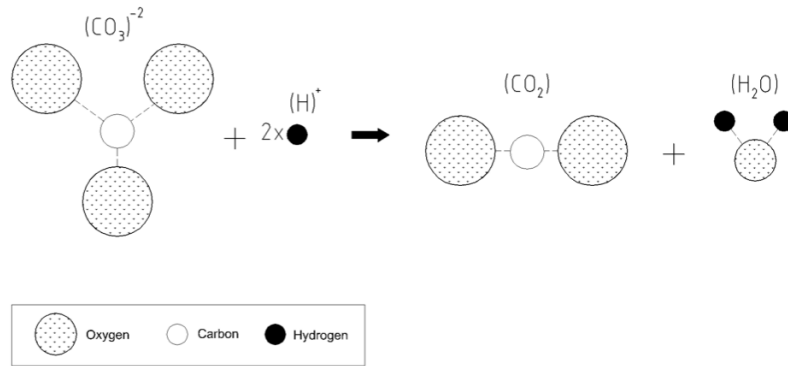 (CO₃)⁻²
+ 2x (H)⁺
(CO₂)
+
(H₂O)
Oxygen
Carbon
Hydrogen